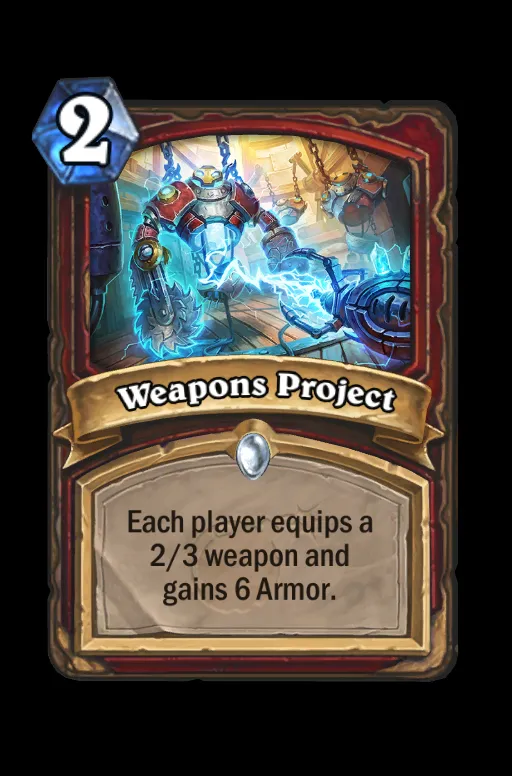 2
Weapons Project
Each player equips a
2/3 weapon and
gains 6 Armor.